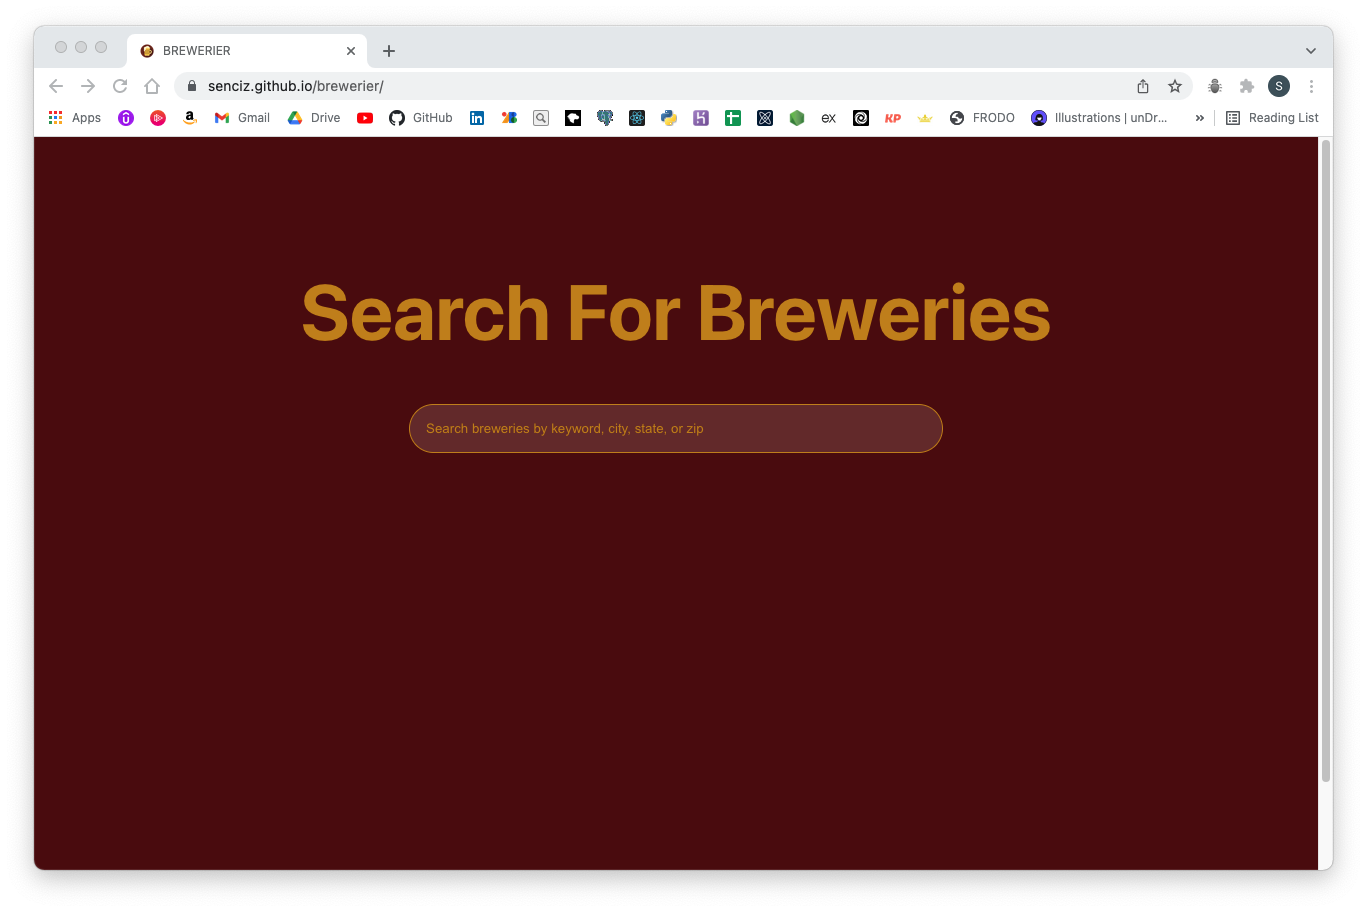 BREWERIER
senciz.github.io/brewerier/
S
Apps
Gmail
Drive
GitHub
in
ex
KP
FRODO
Illustrations | unDr...
»
Reading List
Search For Breweries
Search breweries by keyword, city, state, or zip